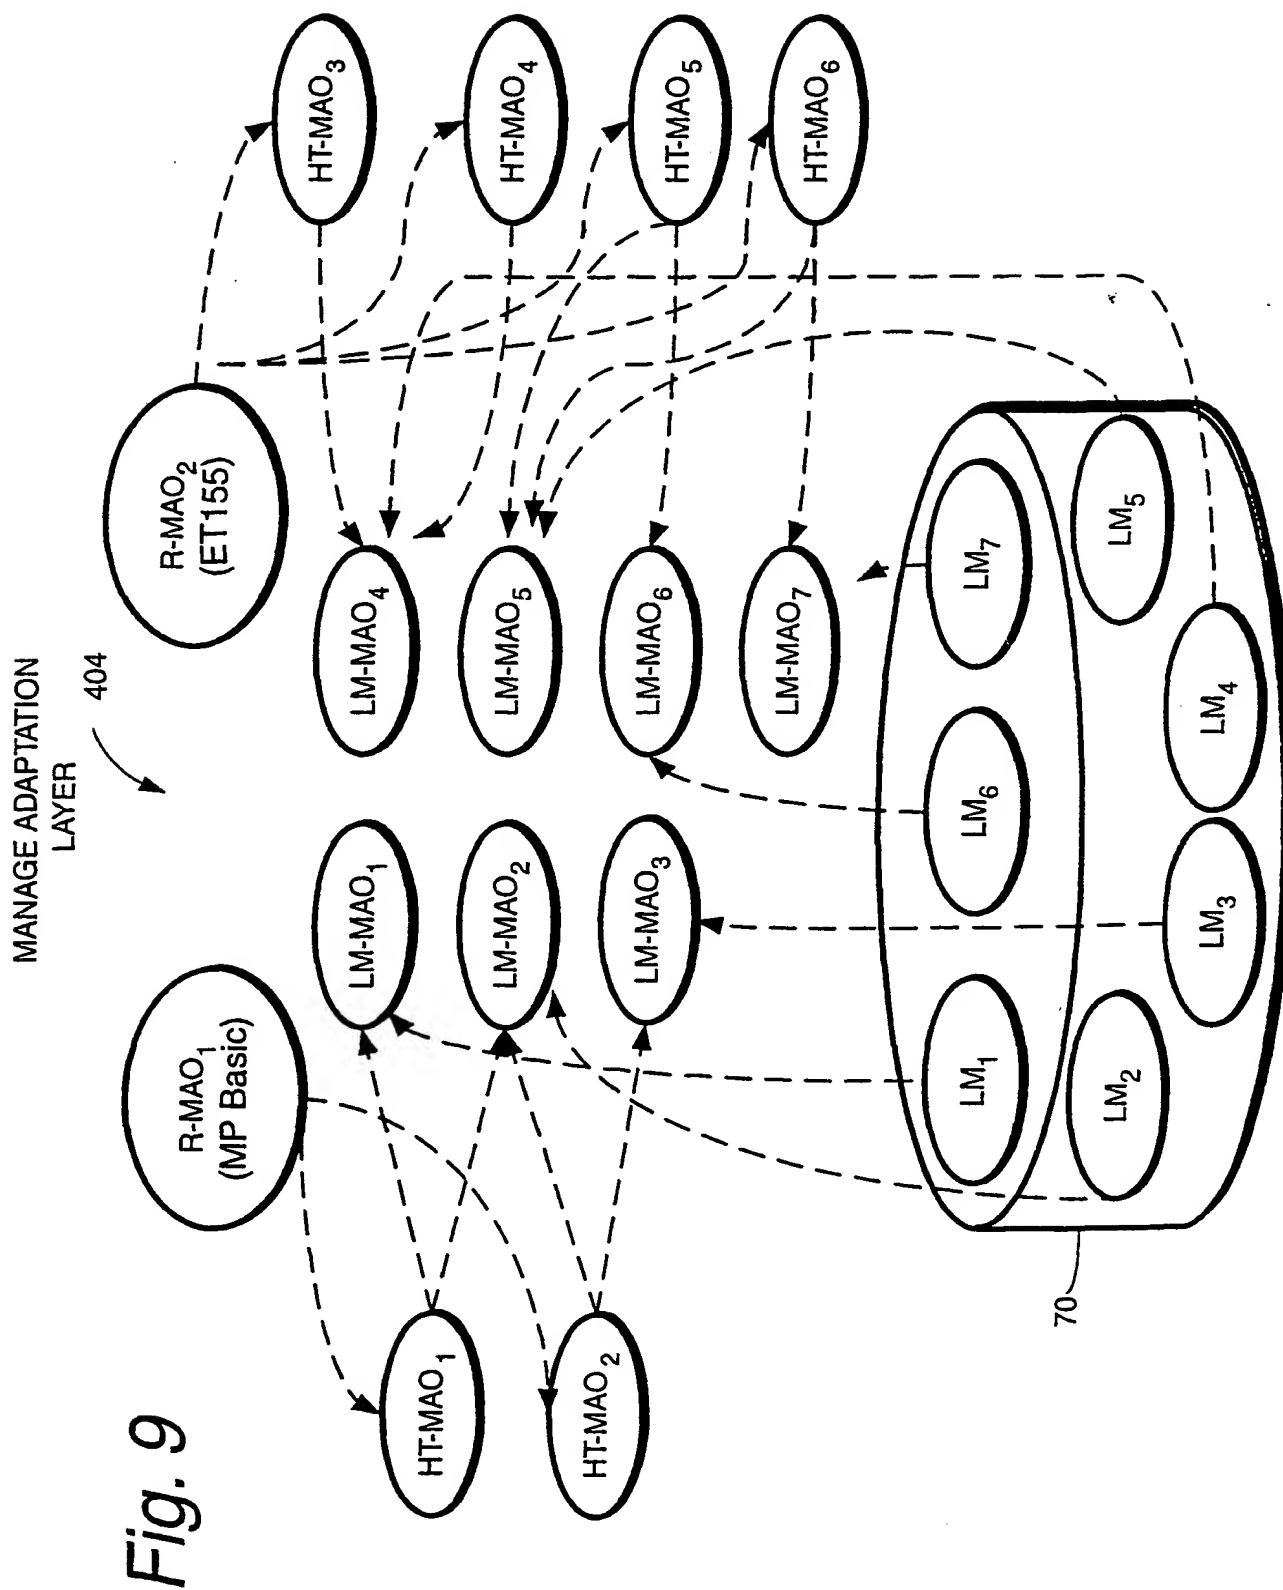 Fig. 9
MANAGE ADAPTATION
LAYER
404
R-MAO1
(MP Basic)
R-MAO2
(ET155)
HT-MAO1
HT-MAO2
LM-MAO1
LM-MAO2
LM-MAO3
LM-MAO4
LM-MAO5
LM-MAO6
LM-MAO7
HT-MAO3
HT-MAO4
HT-MAO5
HT-MAO6
70
LM1
LM6
LM7
LM2
LM3
LM4
LM5